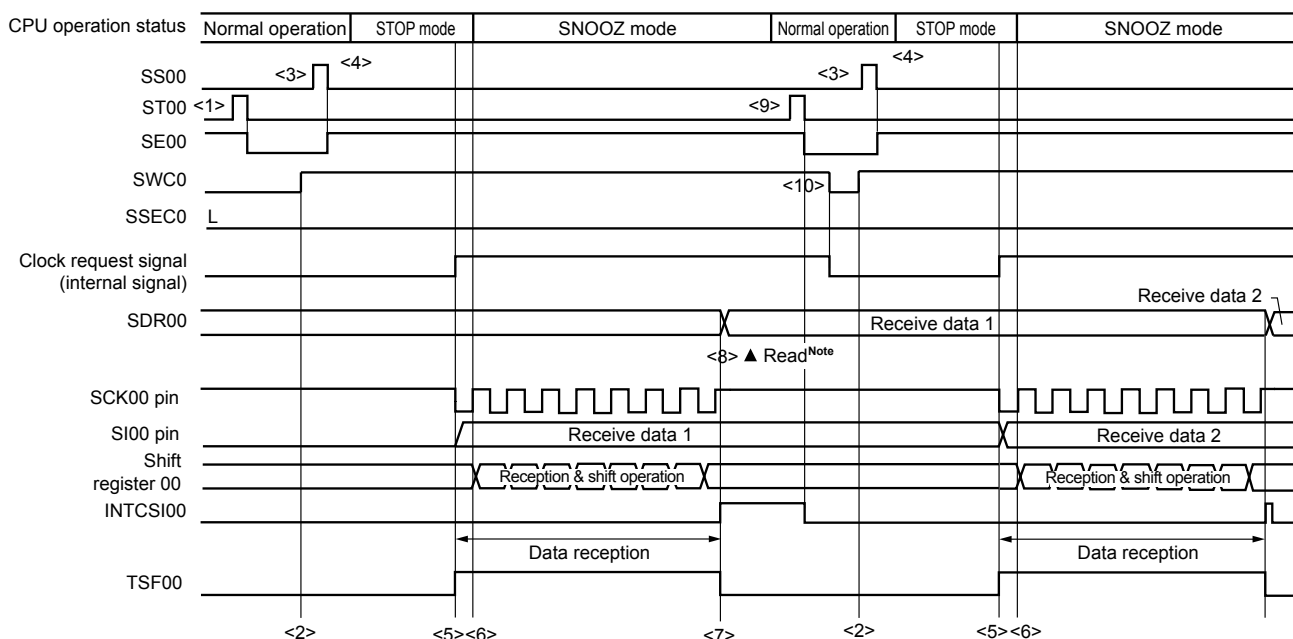 CPU operation status Normal operation STOP mode SNOOZ mode Normal operation STOP mode SNOOZ mode
<3> <4> <3> <4>
SS00
<1> <9>
ST00
SE00
SWC0 <10>
SSEC0 L
Clock request signal
(internal signal)
Receive data 2
SDR00 Receive data 1
<8> ▲ ReadNote
SCK00 pin
SI00 pin Receive data 1 Receive data 2
Shift
register 00 Reception & shift operation Reception & shift operation
INTCSI00
Data reception Data reception
TSF00
<2> <5><6> <7> <2> <5><6>